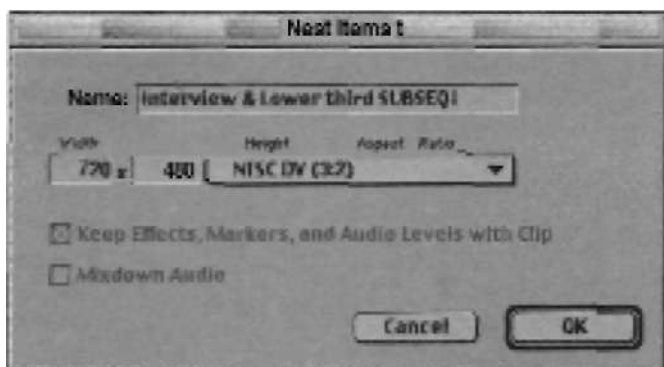 Nest Items
Name: Interview & Lower third SUBSEQ
Width Height Aspect Ratio
720 x 480 NTSC DV (3:2)
Keep Effects, Markers, and Audio Levels with Clip
Mixdown Audio
Cancel OK